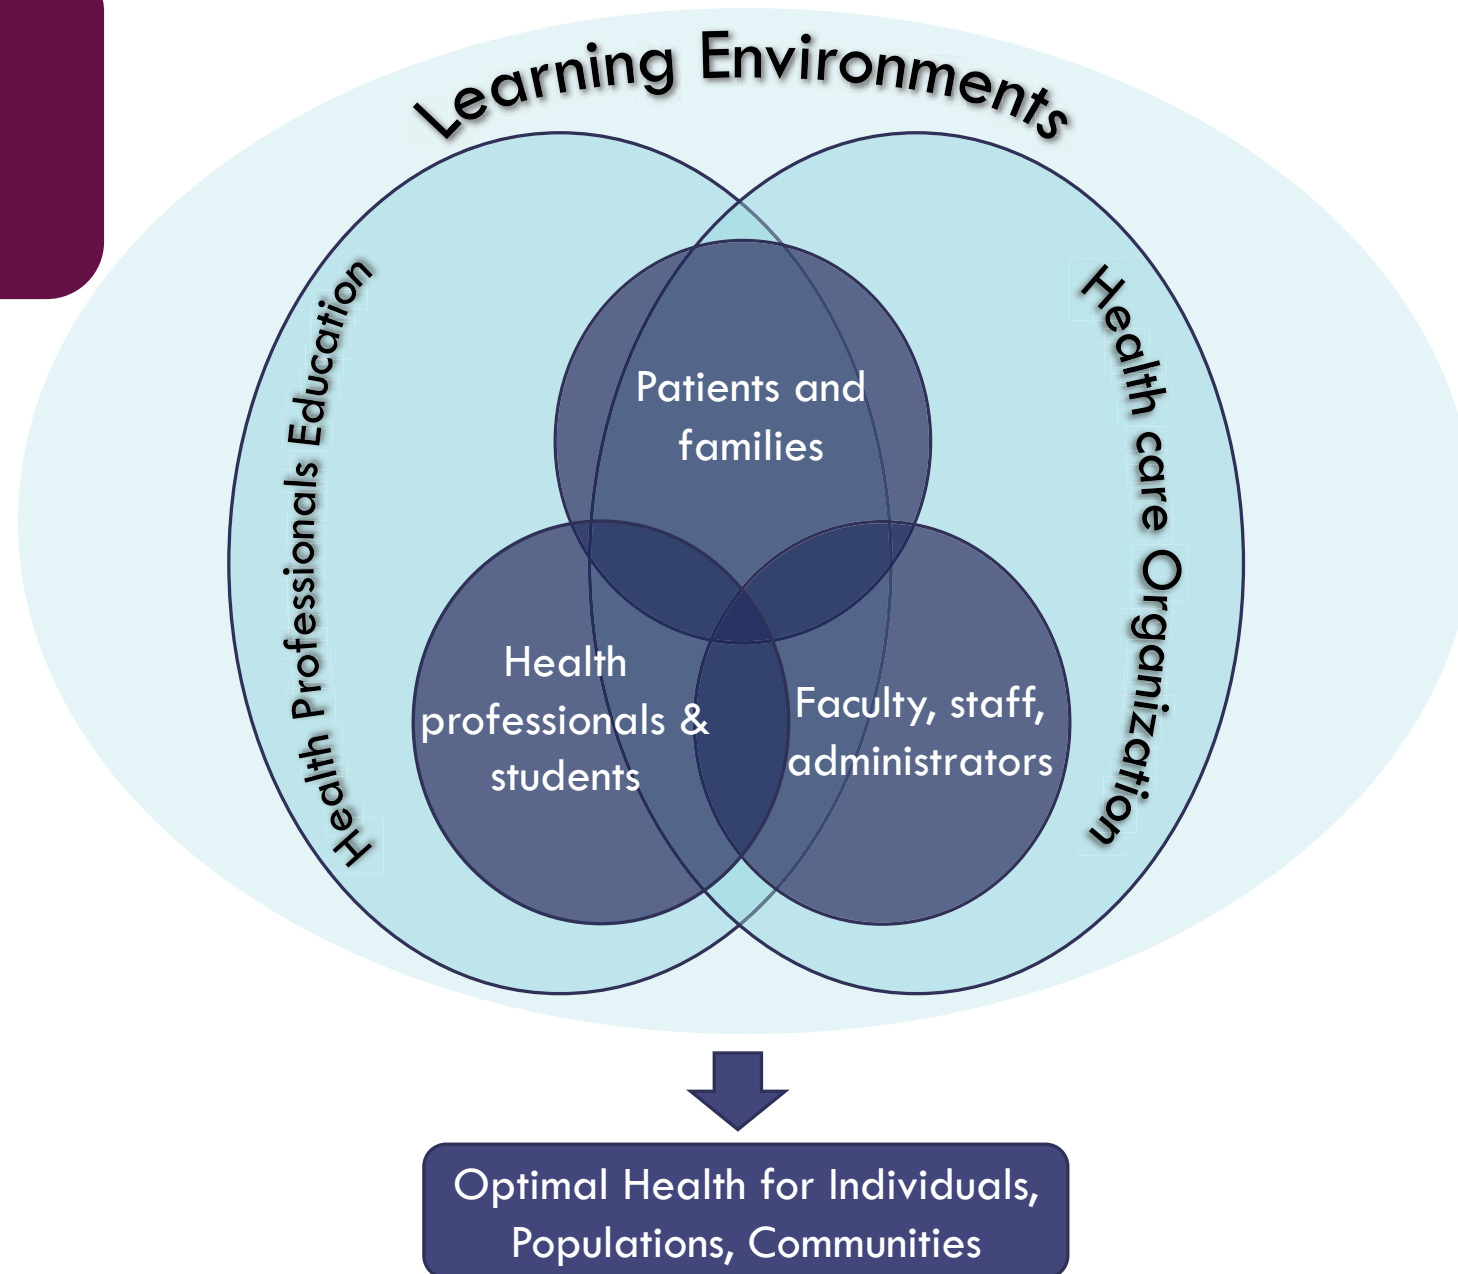 Learning Environments
Health Professionals Education
Health care Organization
Patients and
families
Health
professionals &
students
Faculty, staff,
administrators
Optimal Health for Individuals,
Populations, Communities